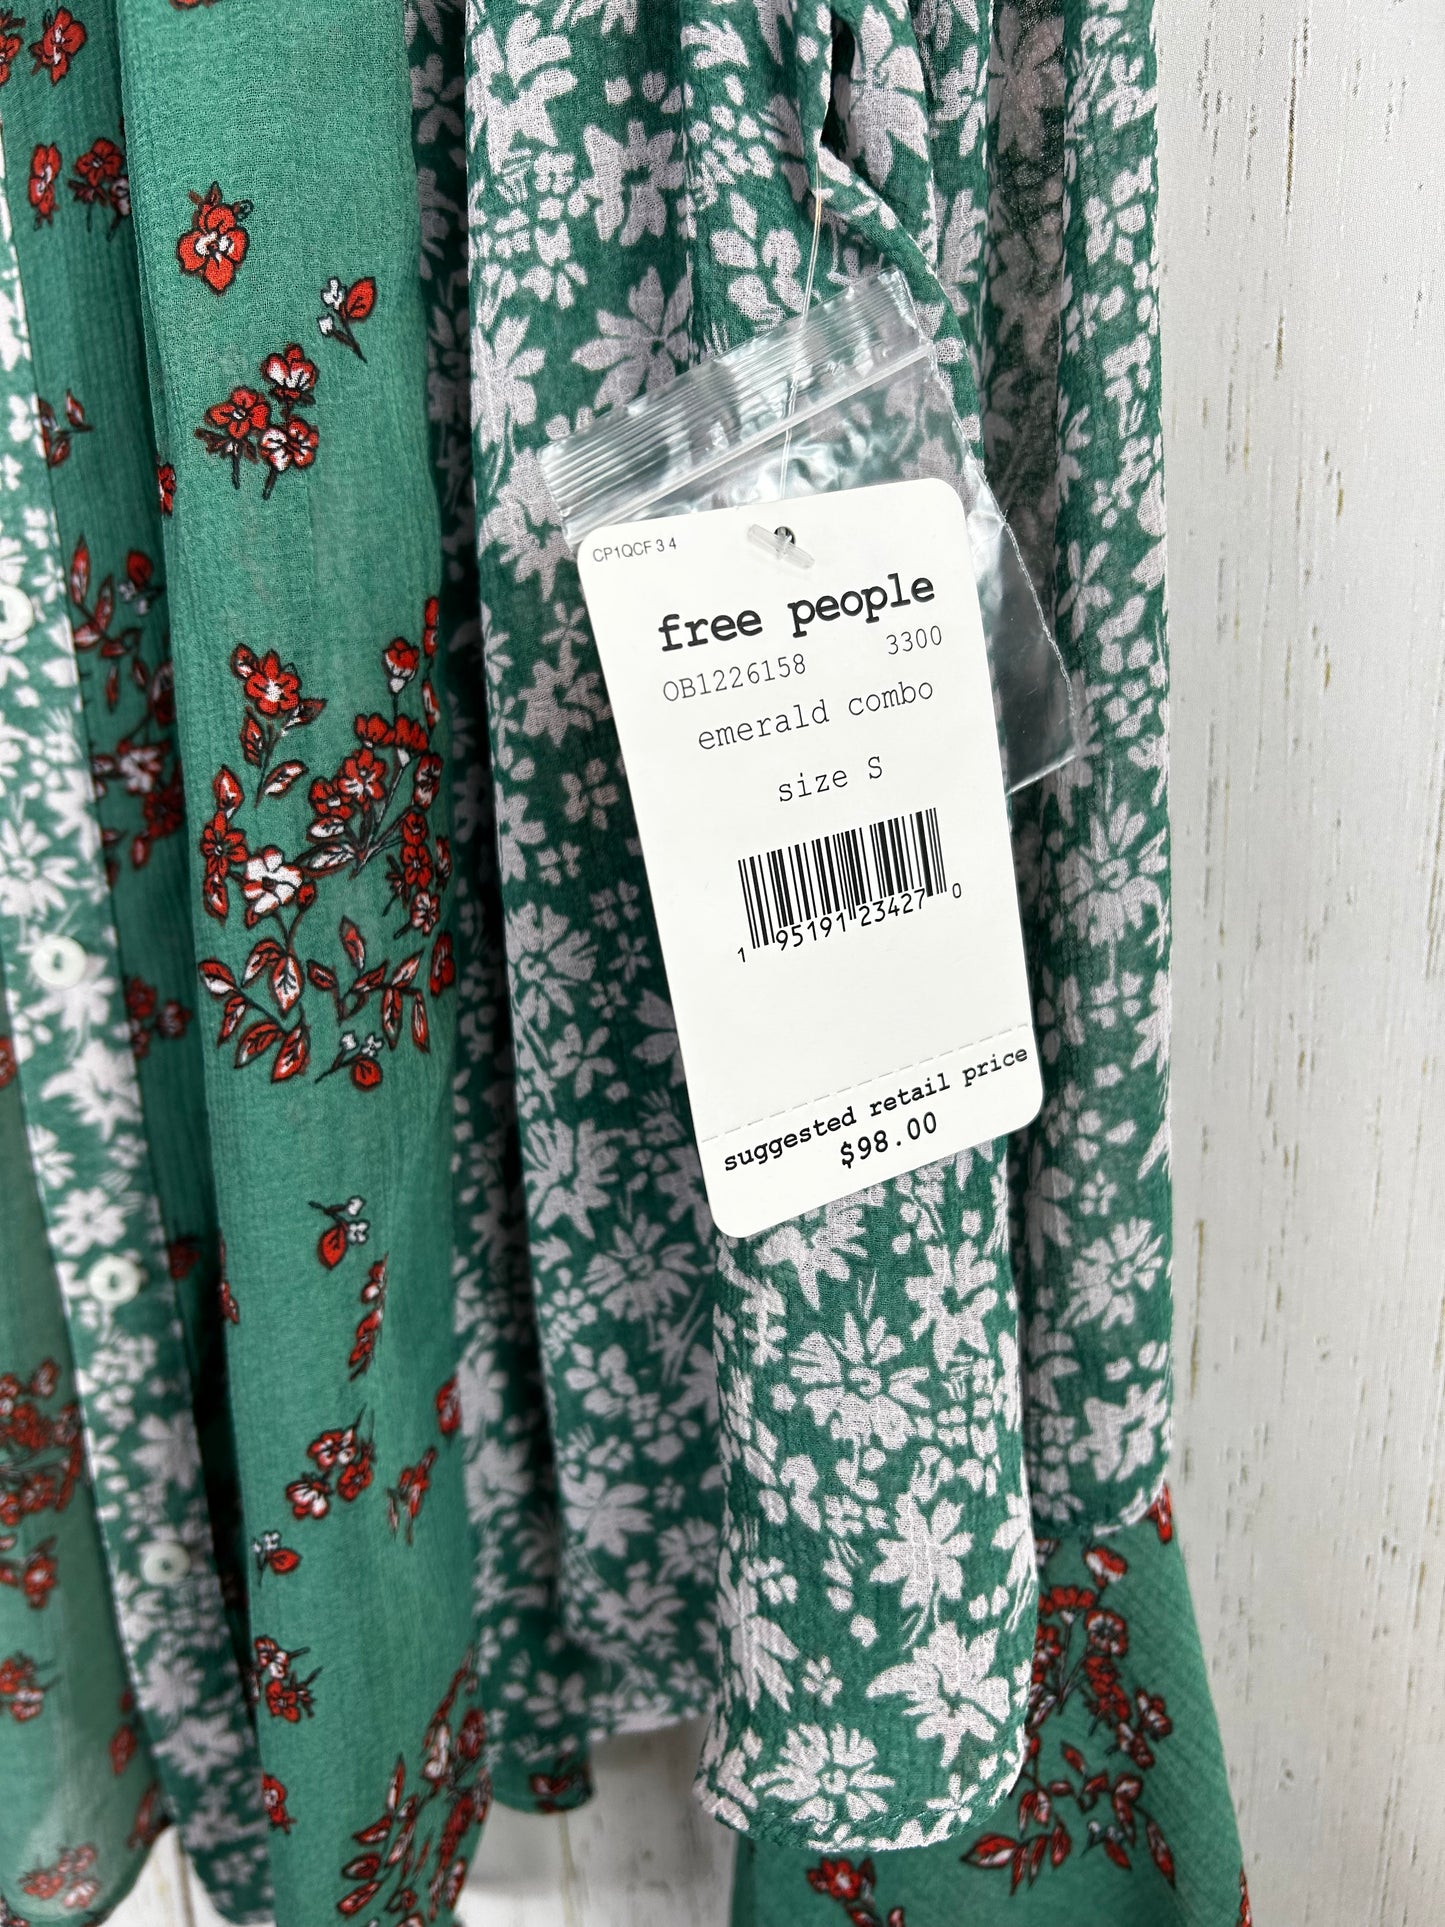 CP1QCF 3 4
free people
OB1226158 3300
emerald combo
size S
1 95191 23427 0
suggested retail price
$98.00